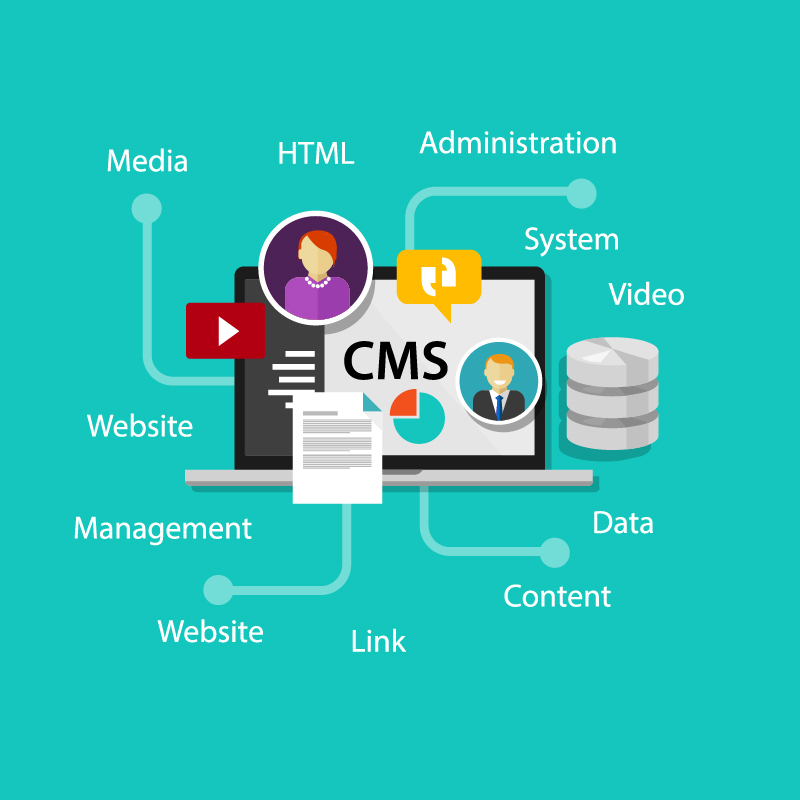 Administration
HTML
Media
System
Video
CMS
Website
Management
Data
Content
Website
Link